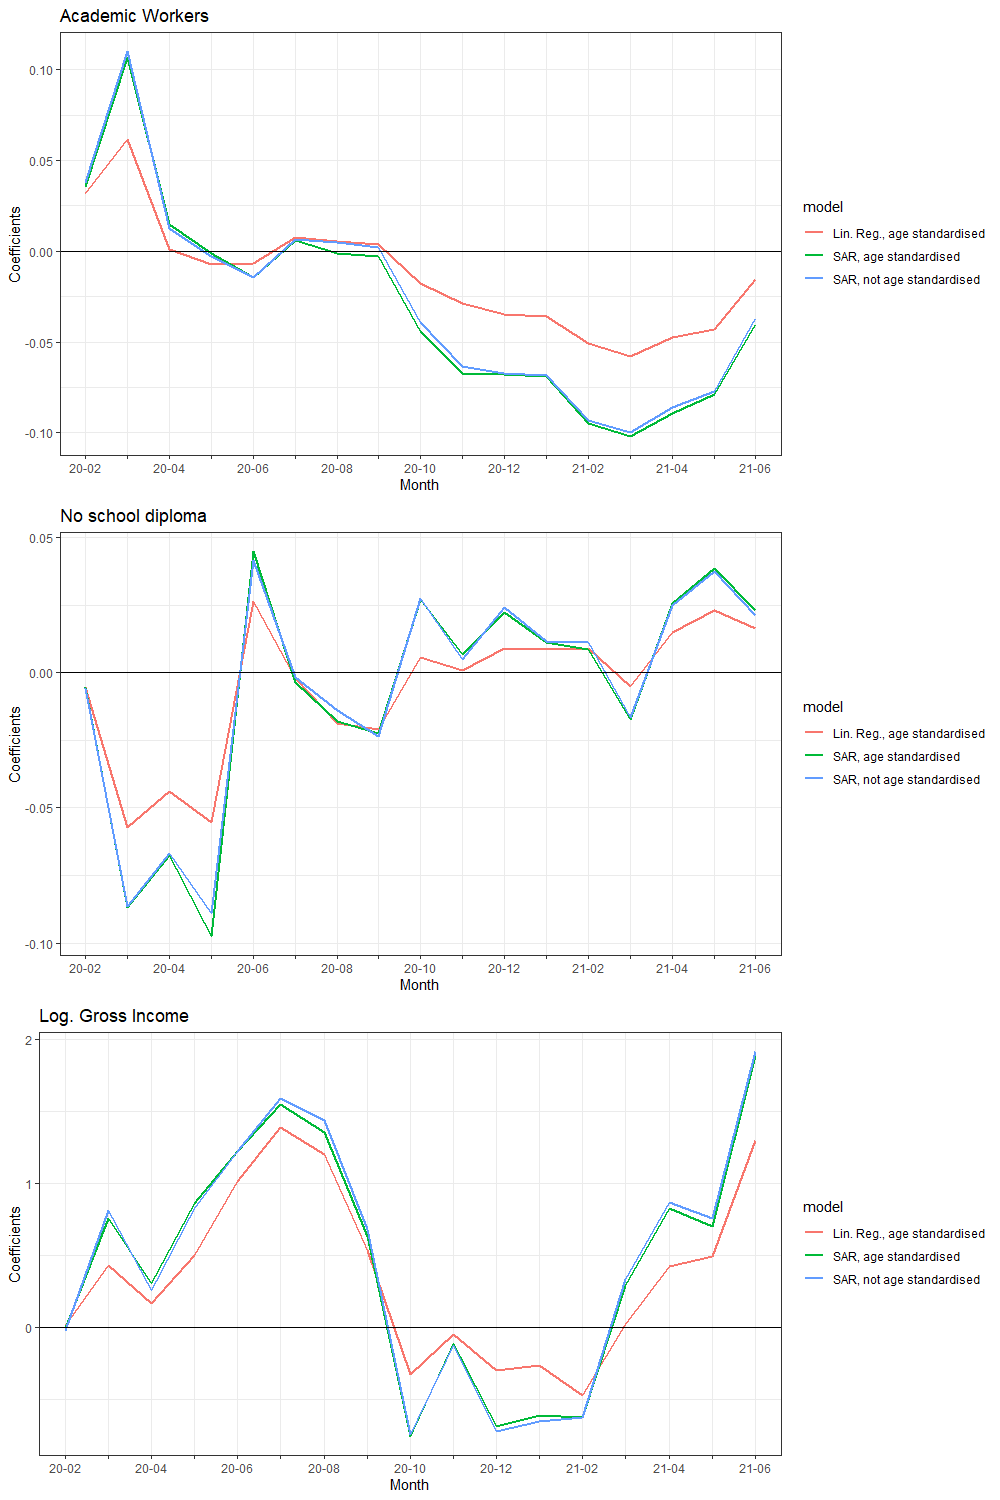 Academic Workers
0.10
0.05
0.00
-0.05
-0.10
Coefficients
20-02 20-04 20-06 20-08 20-10 20-12 21-02 21-04 21-06
Month
model
Lin. Reg., age standardised
SAR, age standardised
SAR, not age standardised
No school diploma
0.05
0.00
-0.05
-0.10
Coefficients
20-02 20-04 20-06 20-08 20-10 20-12 21-02 21-04 21-06
Month
model
Lin. Reg., age standardised
SAR, age standardised
SAR, not age standardised
Log. Gross Income
2
1
0
Coefficients
20-02 20-04 20-06 20-08 20-10 20-12 21-02 21-04 21-06
Month
model
Lin. Reg., age standardised
SAR, age standardised
SAR, not age standardised